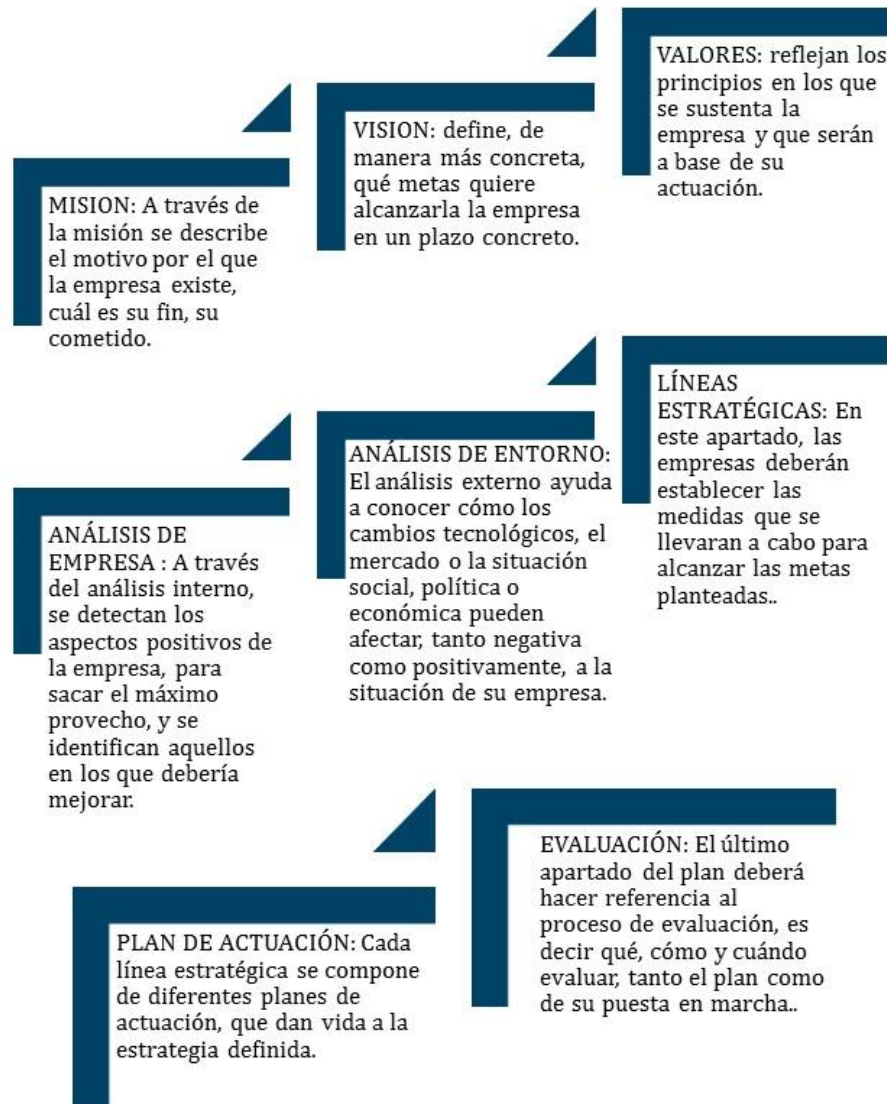 MISION: A través de
la misión se describe
el motivo por el que
la empresa existe,
cuál es su fin, su
cometido.
VISION: define, de
manera más concreta,
qué metas quiere
alcanzarla la empresa
en un plazo concreto.
VALORES: reflejan los
principios en los que
se sustenta la
empresa y que serán
a base de su
actuación.
ANÁLISIS DE
EMPRESA : A través
del análisis interno,
se detectan los
aspectos positivos de
la empresa, para
sacar el máximo
provecho, y se
identifican aquellos
en los que debería
mejorar.
ANÁLISIS DE ENTORNO:
El análisis externo ayuda
a conocer cómo los
cambios tecnológicos, el
mercado o la situación
social, política o
económica pueden
afectar, tanto negativa
como positivamente, a la
situación de su empresa.
LÍNEAS
ESTRATÉGICAS: En
este apartado, las
empresas deberán
establecer las
medidas que se
llevaran a cabo para
alcanzar las metas
planteadas..
PLAN DE ACTUACIÓN: Cada
línea estratégica se compone
de diferentes planes de
actuación, que dan vida a la
estrategia definida.
EVALUACIÓN: El último
apartado del plan deberá
hacer referencia al
proceso de evaluación, es
decir qué, cómo y cuándo
evaluar, tanto el plan como
de su puesta en marcha..